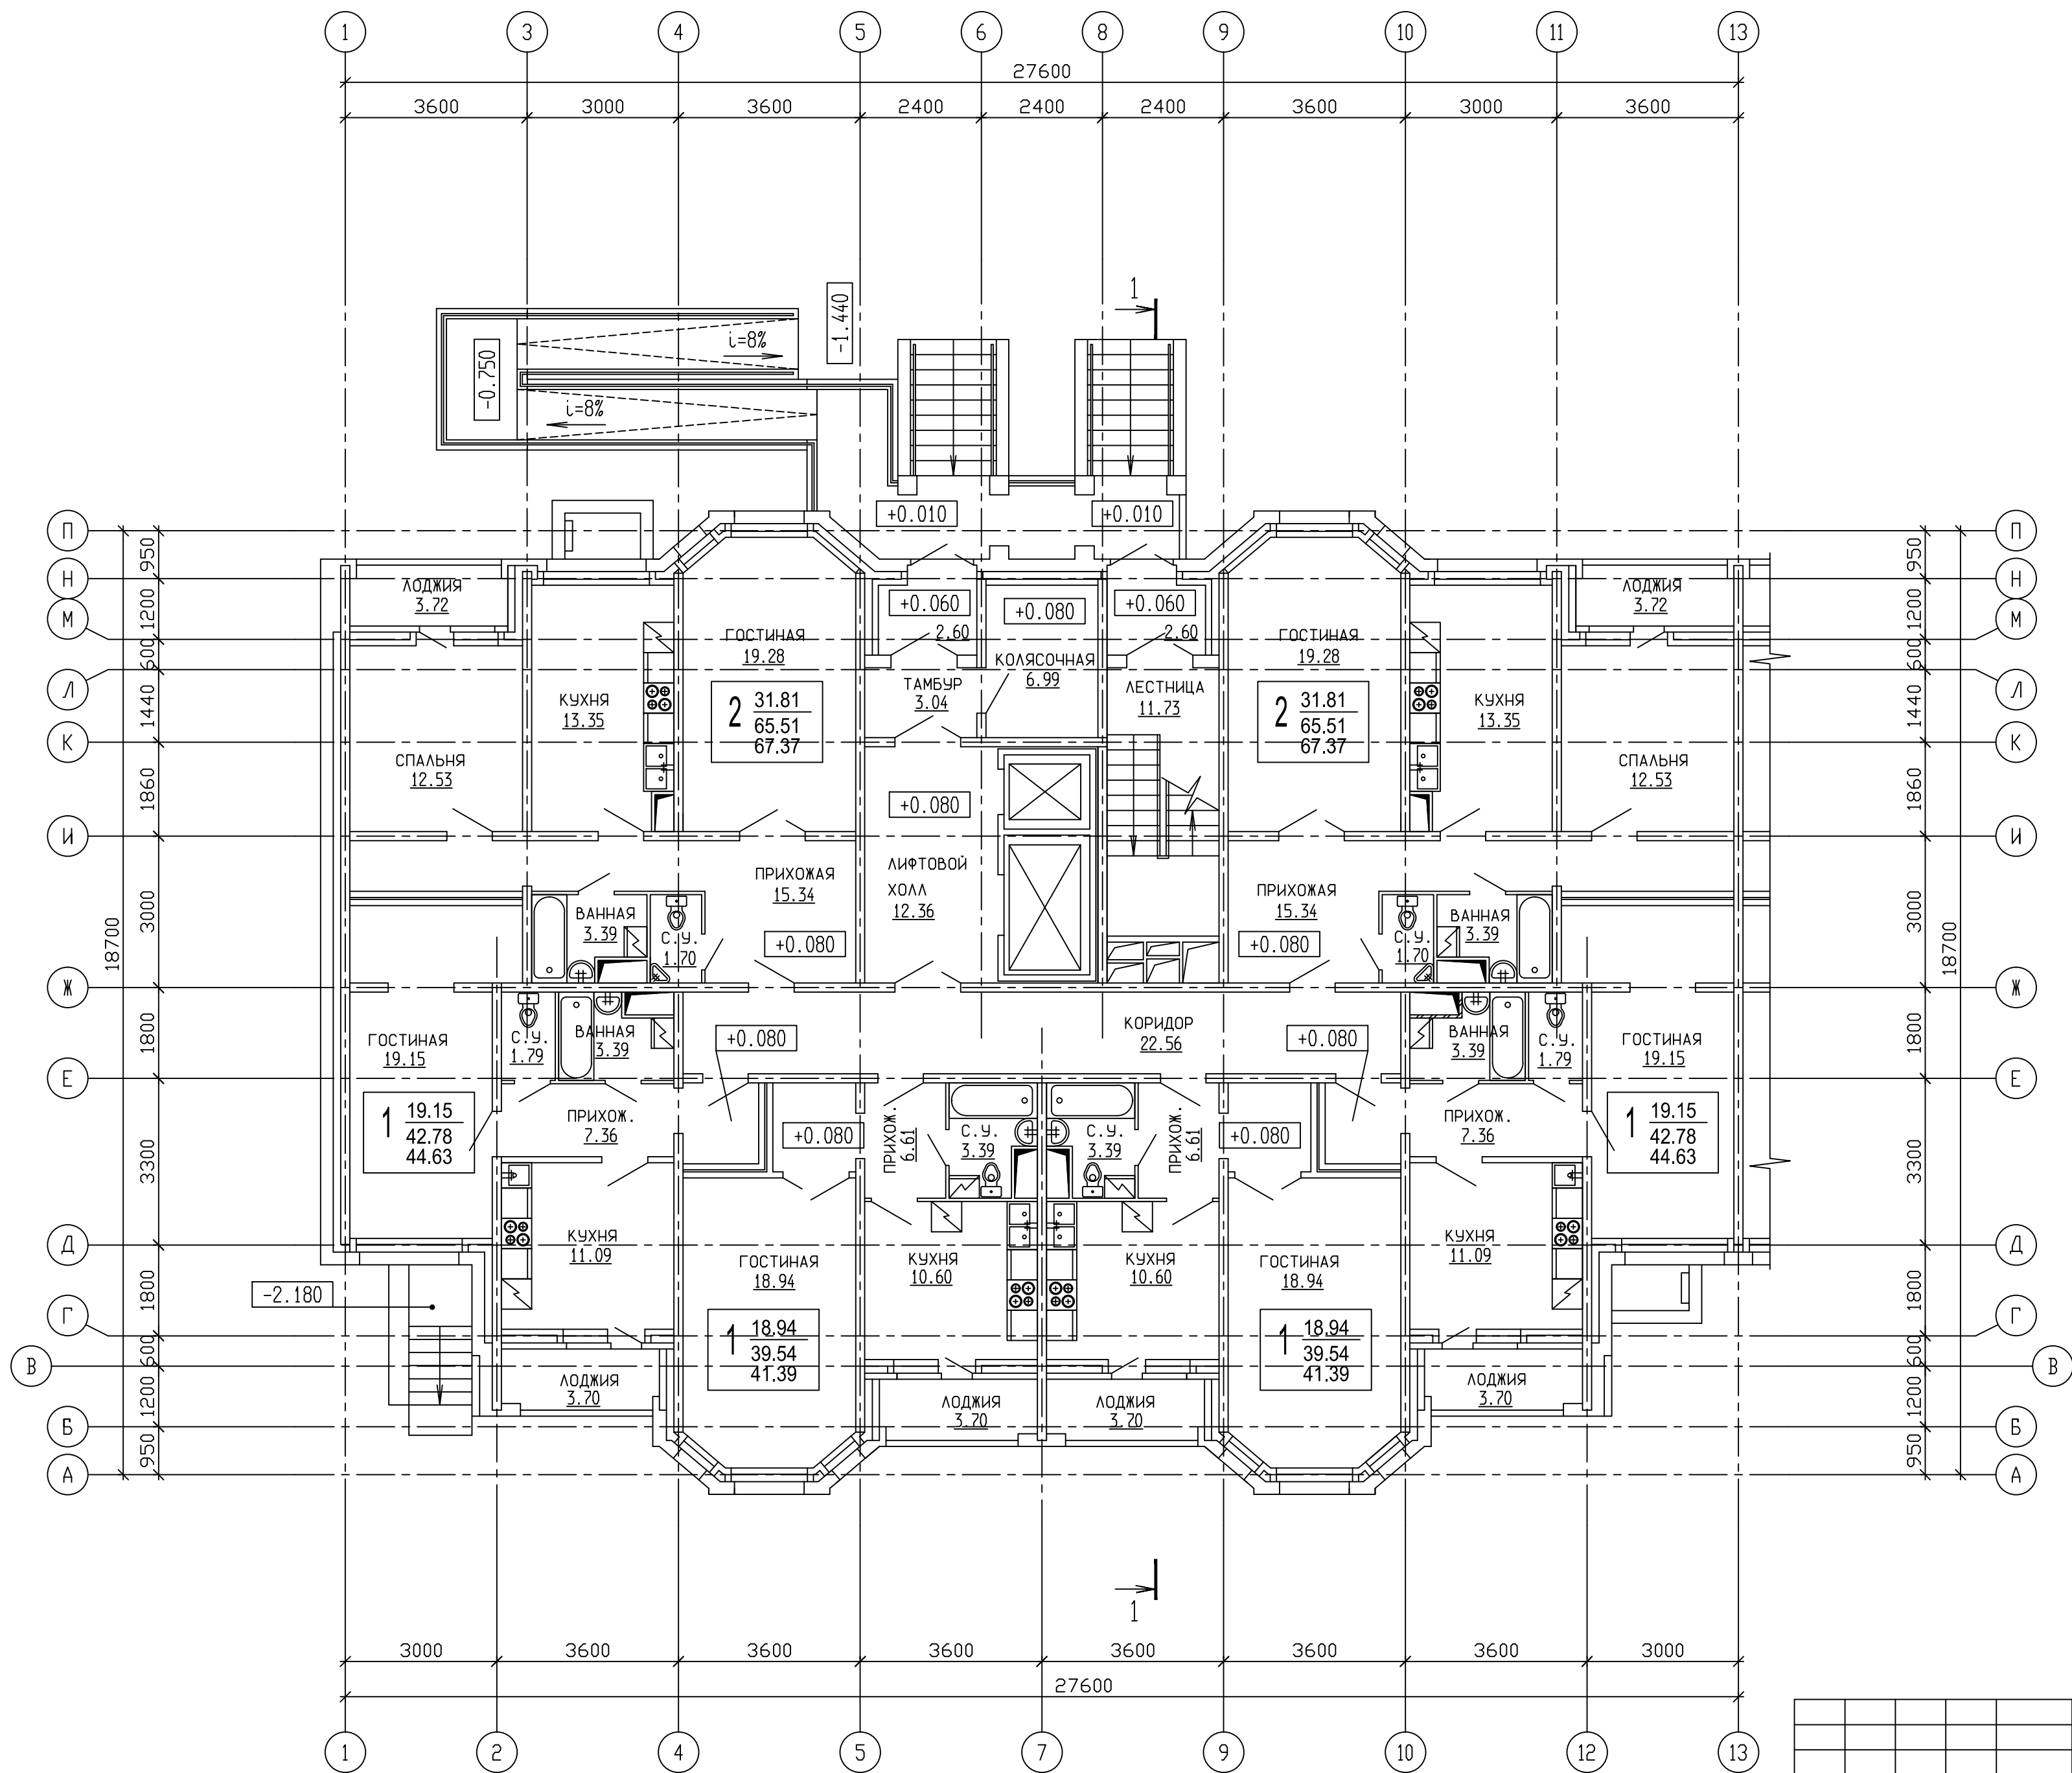 1 3 4 5 6 8 9 10 11 13
27600
3600 3000 3600 2400 2400 2400 3600 3000 3600
1
-1.440
i=8%
-0.750
i=8%
+0.010 +0.010
П П
950 950
Н Н
ЛОДЖИЯ ЛОДЖИЯ
3.72 3.72
+0.060 +0.080 +0.060
1200 1200
М М
2.60 2.60
ГОСТИНАЯ ГОСТИНАЯ
19.28 19.28
600 600
КОЛЯСОЧНАЯ
6.99
Л Л
ТАМБУР
3.04
ЛЕСТНИЦА
11.73
КУХНЯ КУХНЯ
13.35 13.35
2 31.81
65.51
67.37
2 31.81
65.51
67.37
1440 1440
К К
СПАЛЬНЯ СПАЛЬНЯ
12.53 12.53
1860 1860
+0.080
И И
ЛИФТОВОЙ
ХОЛЛ
12.36
ПРИХОЖАЯ
15.34
ПРИХОЖАЯ
15.34
ВАННАЯ ВАННАЯ
3.39 3.39
С.У. С.У.
1.70 1.70
+0.080 +0.080
3000 3000
18700 18700
Ж Ж
КОРИДОР
22.56
+0.080 +0.080
ГОСТИНАЯ ГОСТИНАЯ
19.15 19.15
С.У. ВАННАЯ ВАННАЯ С.У.
1.79 3.39 3.39 1.79
1800 1800
Е Е
1 19.15
42.78
44.63
1 19.15
42.78
44.63
ПРИХОЖ. ПРИХОЖ.
7.36 7.36
+0.080 +0.080
ПРИХОЖ.
6.61
С.У. С.У.
3.39 3.39
ПРИХОЖ.
6.61
3300 3300
Д Д
КУХНЯ КУХНЯ
11.09 11.09
ГОСТИНАЯ КУХНЯ КУХНЯ ГОСТИНАЯ
18.94 10.60 10.60 18.94
-2.180
1800 1800
Г Г
1 18.94
39.54
41.39
1 18.94
39.54
41.39
600 600
В В
ЛОДЖИЯ ЛОДЖИЯ
3.70 3.70
ЛОДЖИЯ ЛОДЖИЯ
3.70 3.70
1200 1200
Б Б
950 950
А А
1
3000 3600 3600 3600 3600 3600 3600 3000
27600
1 2 4 5 7 9 10 12 13